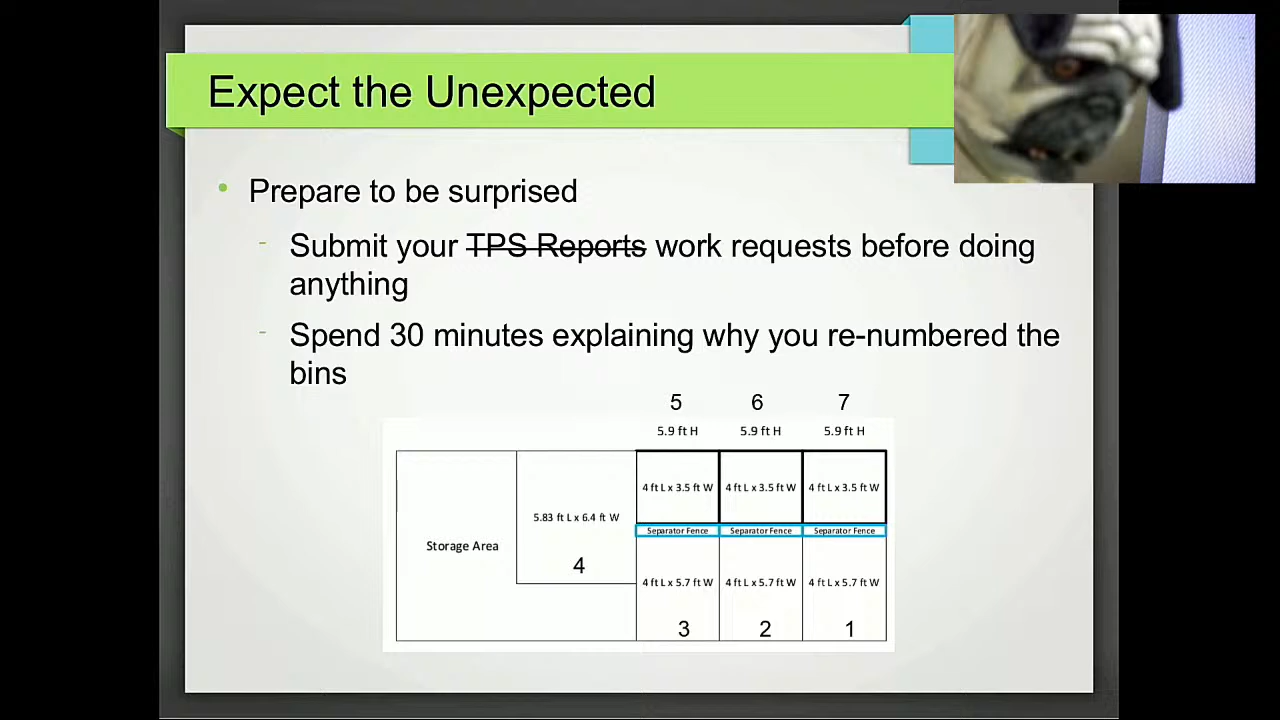 Expect the Unexpected
Prepare to be surprised
Submit your TPS Reports work requests before doing
anything
Spend 30 minutes explaining why you re-numbered the
bins
5 6 7
5.9 ft H 5.9 ft H 5.9 ft H
4 ft L x 3.5 ft W 4 ft L x 3.5 ft W 4 ft L x 3.5 ft W
5.83 ft L x 6.4 ft W
Separator Fence Separator Fence Separator Fence
Storage Area
4
4 ft L x 5.7 ft W 4 ft L x 5.7 ft W 4 ft L x 5.7 ft W
3 2 1